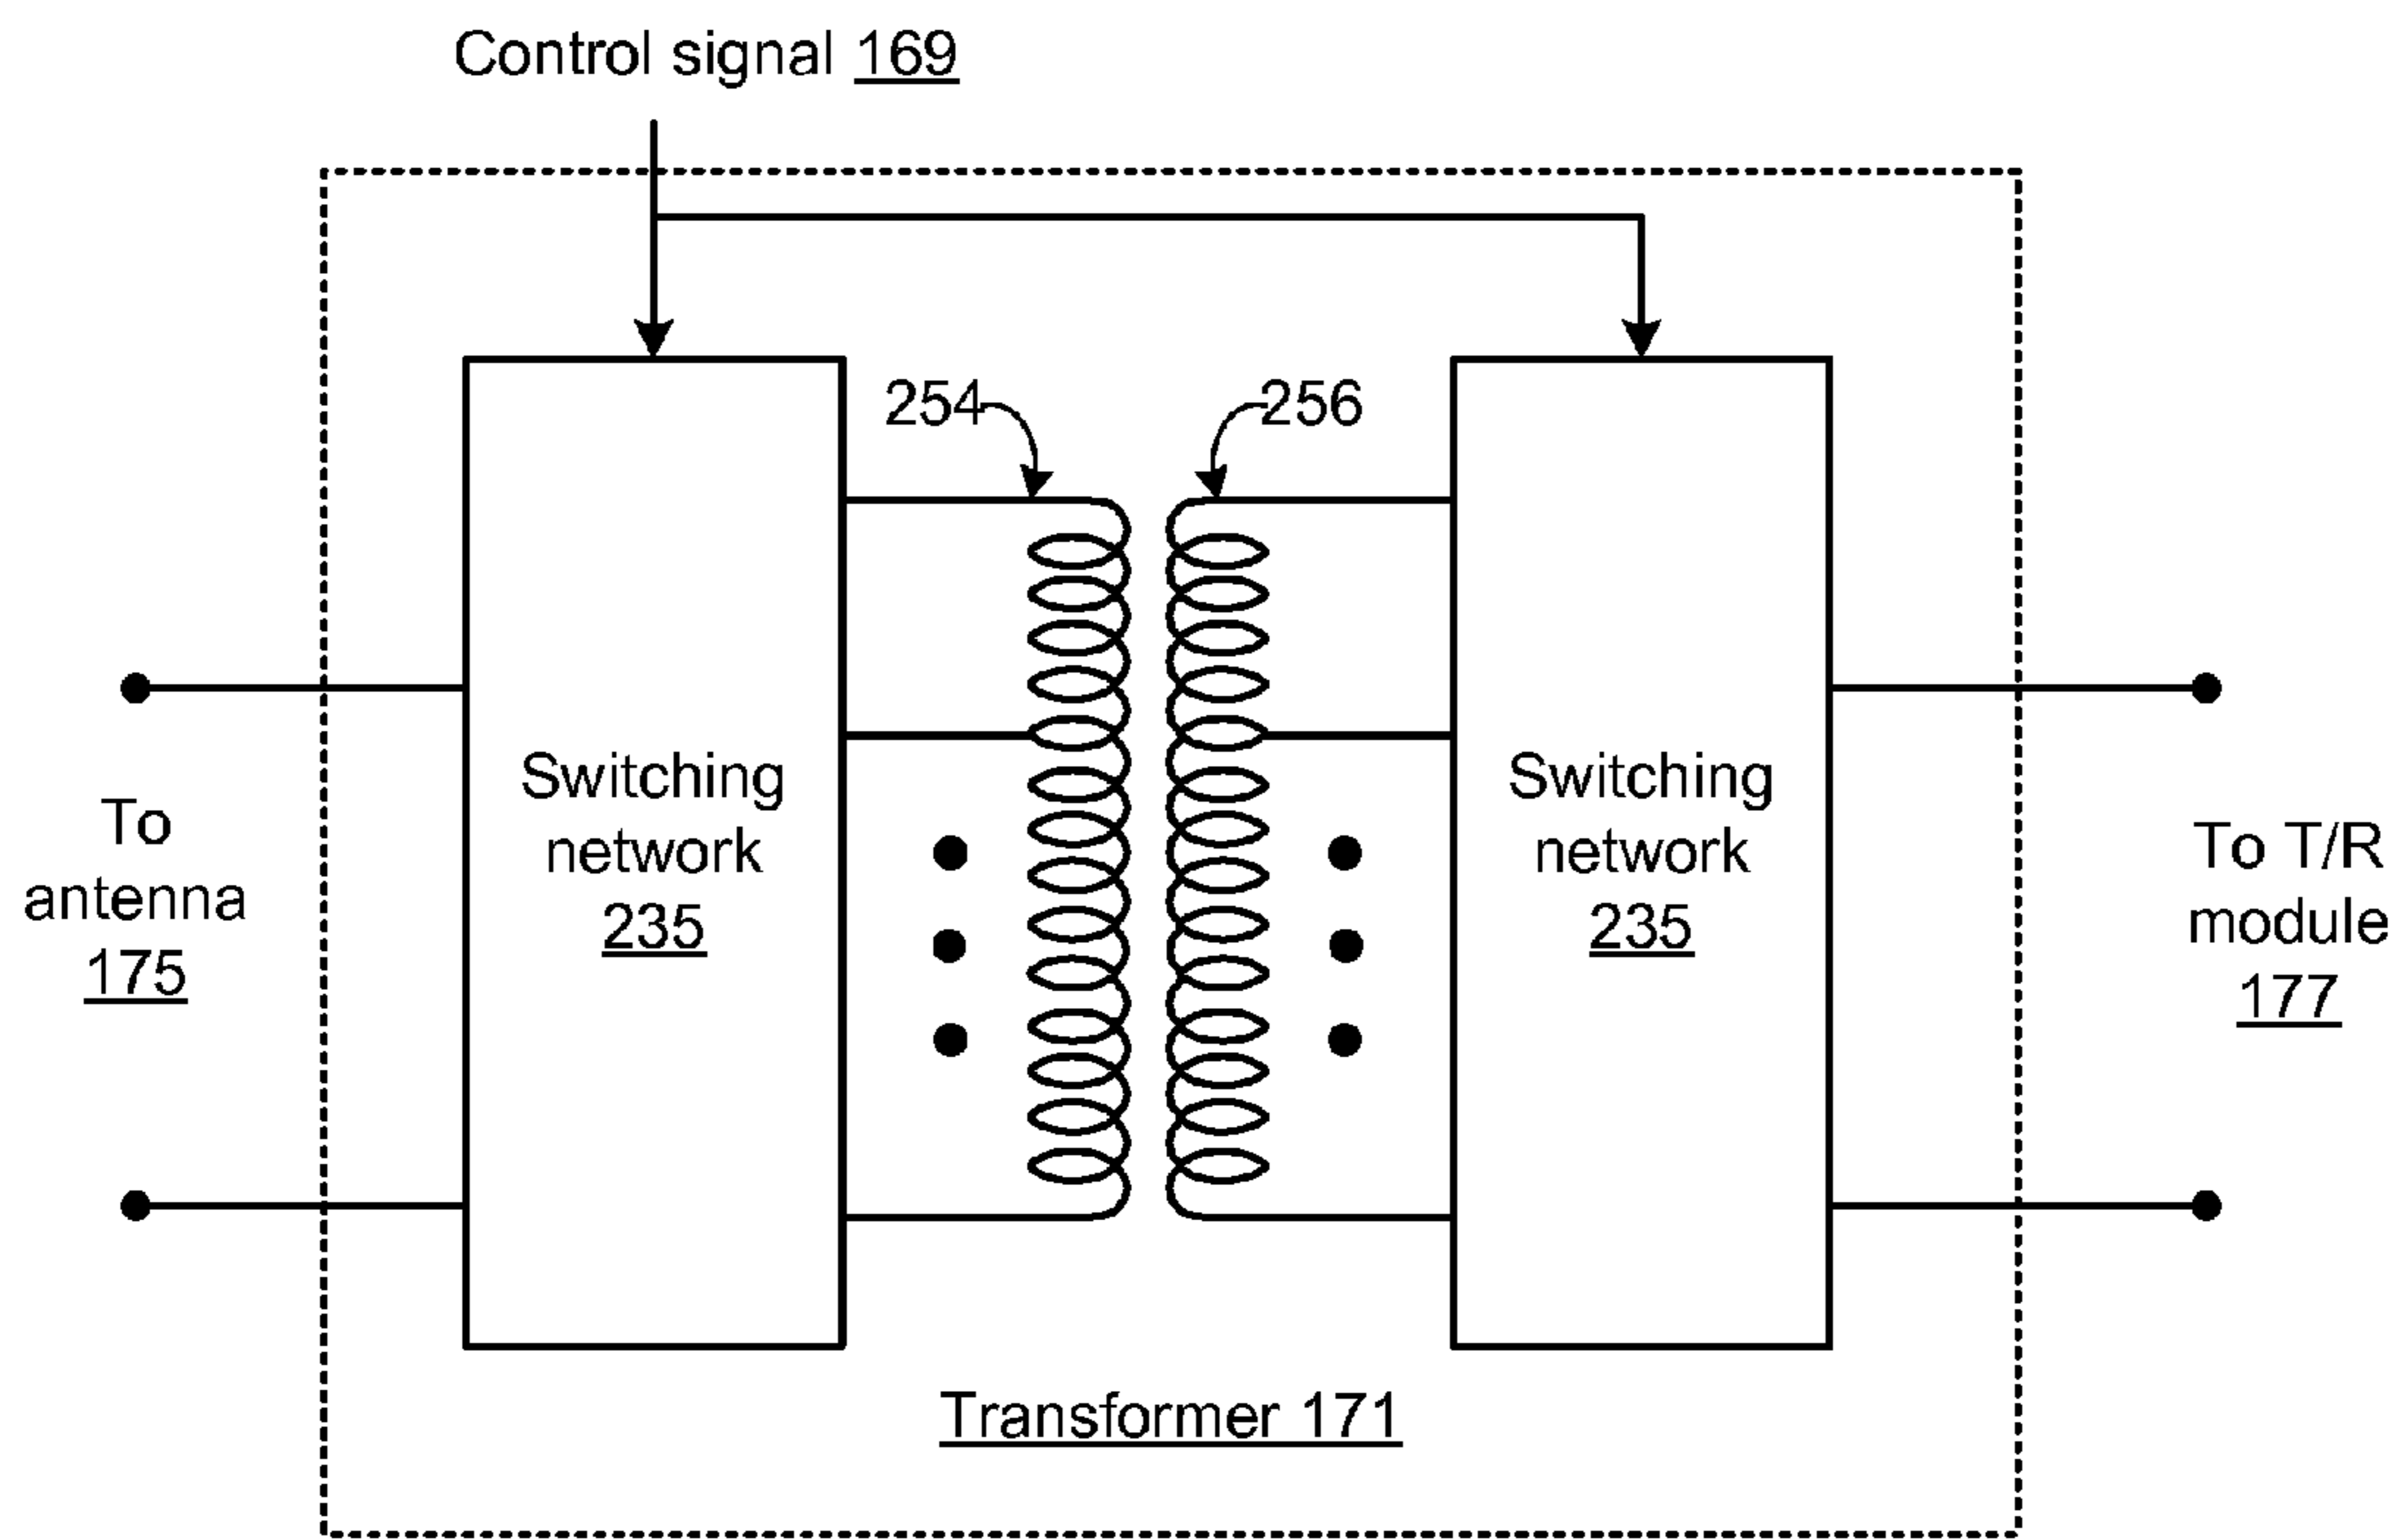 Control signal 169
254
256
To
antenna
175
Switching
network
235
Switching
network
235
To T/R
module
177
Transformer 171